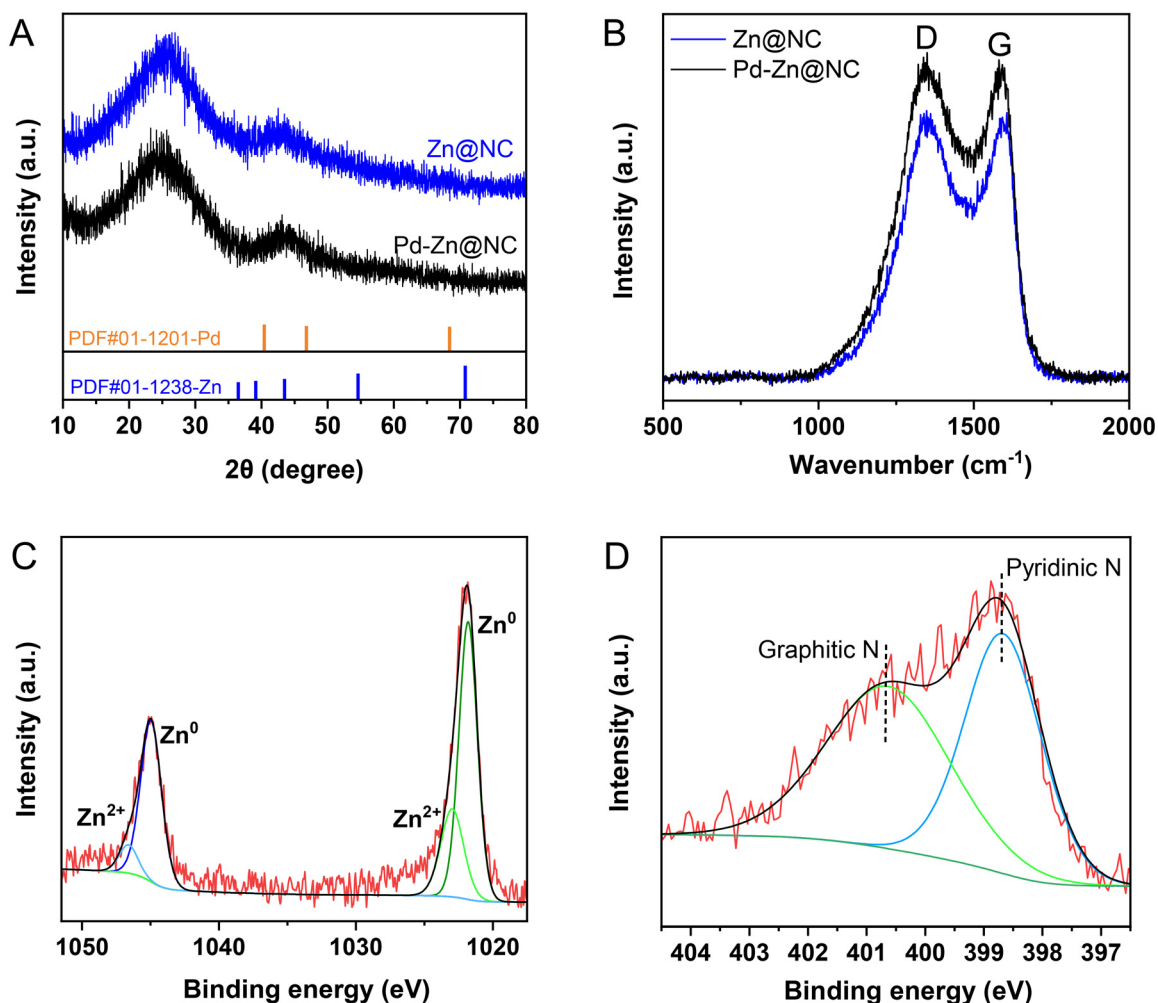 A
Intensity (a.u.)
Zn@NC
Pd-Zn@NC
PDF#01-1201-Pd
PDF#01-1238-Zn
10 20 30 40 50 60 70 80
2θ (degree)
B
Intensity (a.u.)
Zn@NC
Pd-Zn@NC
D
G
500 1000 1500 2000
Wavenumber (cm⁻¹)
C
Intensity (a.u.)
Zn²⁺
Zn⁰
Zn²⁺
Zn⁰
1050 1040 1030 1020
Binding energy (eV)
D
Intensity (a.u.)
Graphitic N
Pyridinic N
404 403 402 401 400 399 398 397
Binding energy (eV)